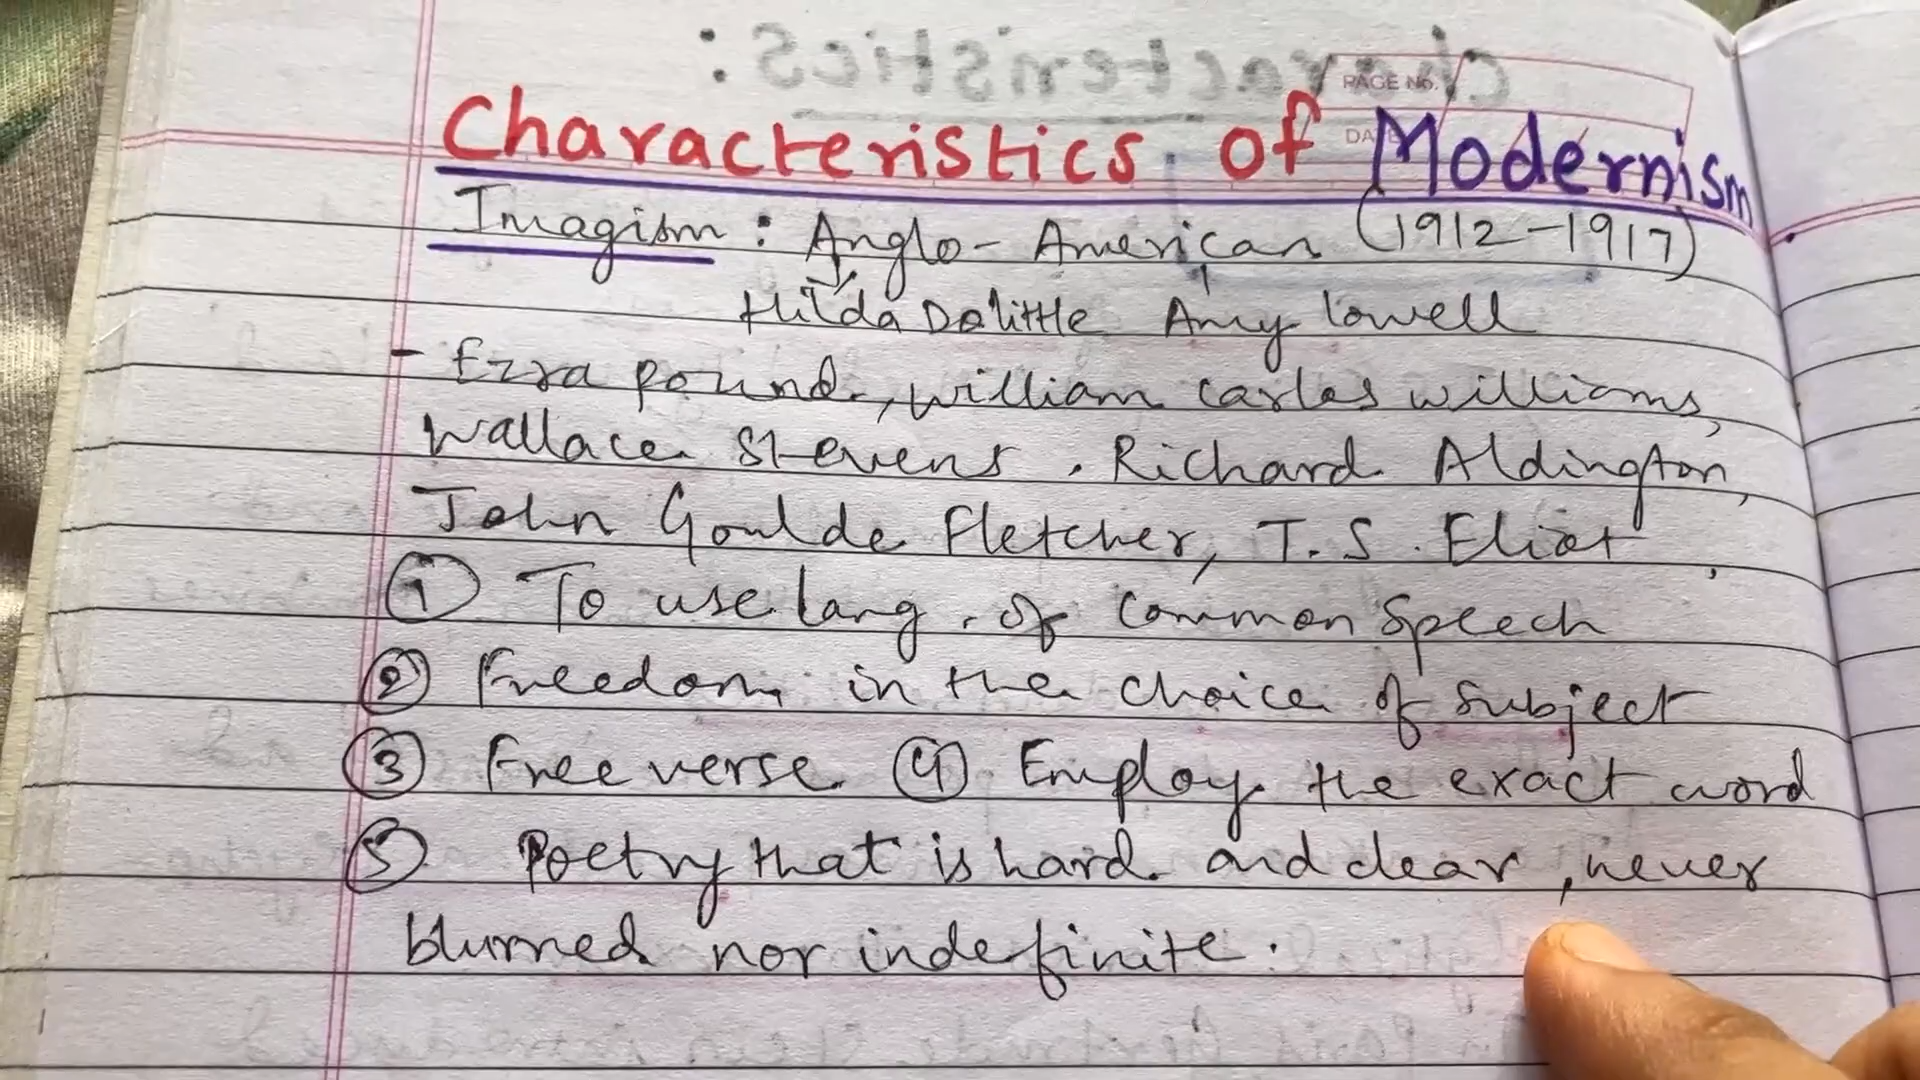 PAGE No.
Characteristics of Modernism
Imagism : Anglo - American (1912-1917)
Hilda Dolittle Amy lowell
- Ezra pound, william carlos williams,
Wallace Stevens, Richard Aldington,
John Goulde Fletcher, T. S. Eliot,
① To use lang. of Common Speech
② Freedom in the choice of subject
③ Free verse ④ Employ the exact word
⑤ Poetry that is hard and clear, never
blurred nor indefinite.